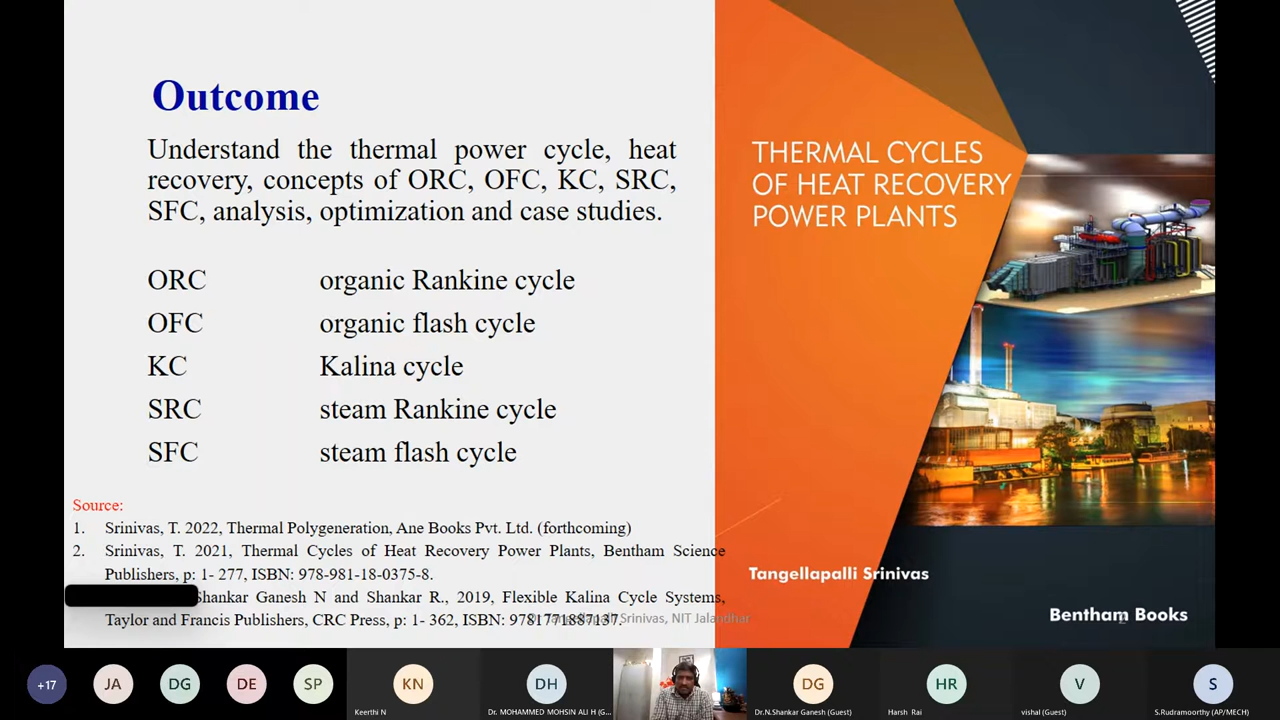 Outcome
Understand the thermal power cycle, heat
recovery, concepts of ORC, OFC, KC, SRC,
SFC, analysis, optimization and case studies.
ORC organic Rankine cycle
OFC organic flash cycle
KC Kalina cycle
SRC steam Rankine cycle
SFC steam flash cycle
Source:
1. Srinivas, T. 2022, Thermal Polygeneration, Ane Books Pvt. Ltd. (forthcoming)
2. Srinivas, T. 2021, Thermal Cycles of Heat Recovery Power Plants, Bentham Science
Publishers, p: 1- 277, ISBN: 978-981-18-0375-8.
Shankar Ganesh N and Shankar R., 2019, Flexible Kalina Cycle Systems,
Taylor and Francis Publishers, CRC Press, p: 1- 362, ISBN: 9781771887137.
Srinivas, NIT Jalandhar
THERMAL CYCLES
OF HEAT RECOVERY
POWER PLANTS
Tangellapalli Srinivas
Bentham Books
+17
JA
DG
DE
SP
KN
Keerthi N
DH
Dr. MOHAMMED MOHSIN ALI H (G...
DG
Dr.N.Shankar Ganesh (Guest)
HR
Harsh Rai
V
vishal (Guest)
S
S.Rudramoorthy (AP/MECH)